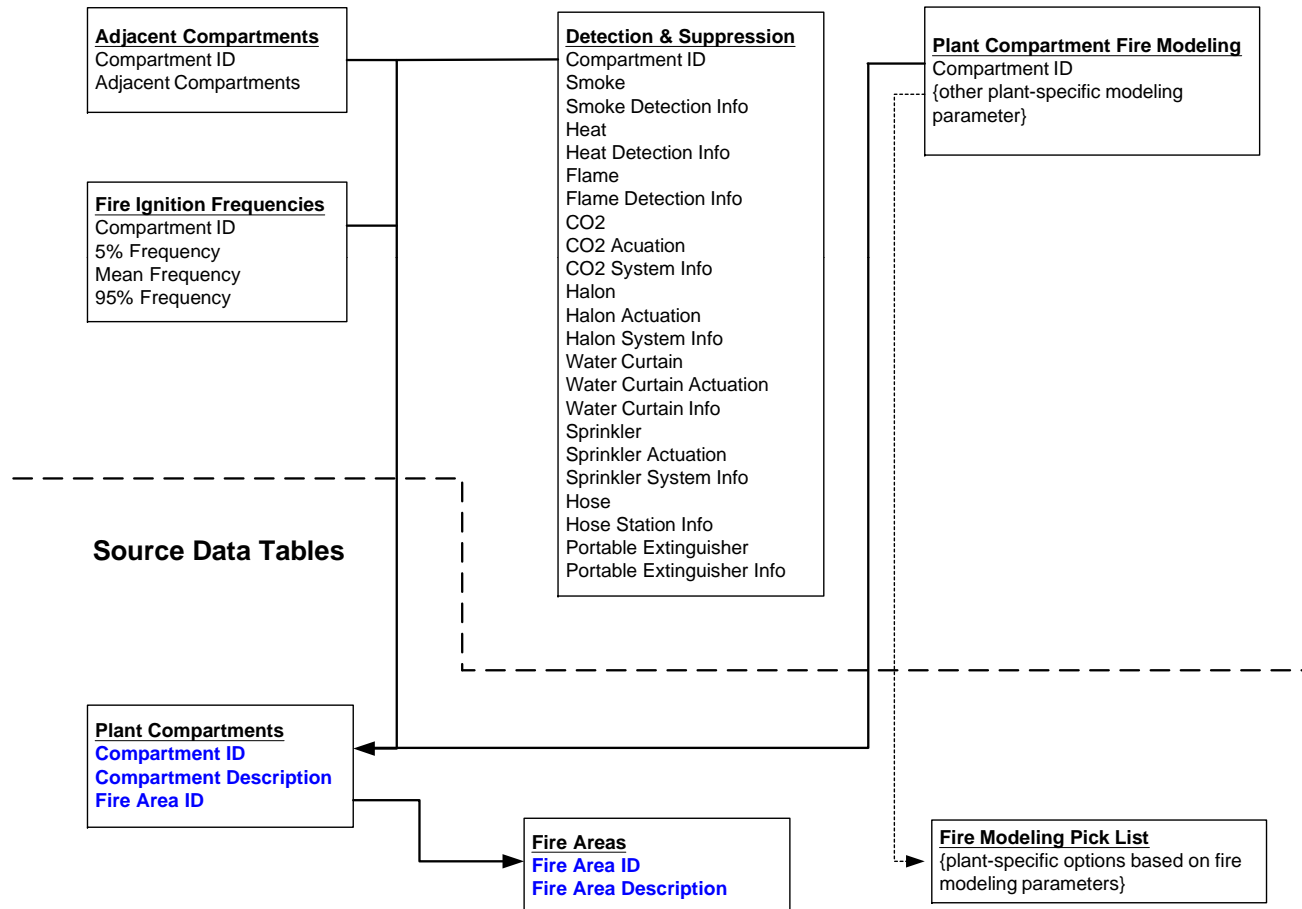 Adjacent Compartments
Compartment ID
Adjacent Compartments
Fire Ignition Frequencies
Compartment ID
5% Frequency
Mean Frequency
95% Frequency
Detection & Suppression
Compartment ID
Smoke
Smoke Detection Info
Heat
Heat Detection Info
Flame
Flame Detection Info
CO2
CO2 Acuation
CO2 System Info
Halon
Halon Actuation
Halon System Info
Water Curtain
Water Curtain Actuation
Water Curtain Info
Sprinkler
Sprinkler Actuation
Sprinkler System Info
Hose
Hose Station Info
Portable Extinguisher
Portable Extinguisher Info
Plant Compartment Fire Modeling
Compartment ID
{other plant-specific modeling
parameter}
Source Data Tables
Plant Compartments
Compartment ID
Compartment Description
Fire Area ID
Fire Areas
Fire Area ID
Fire Area Description
Fire Modeling Pick List
{plant-specific options based on fire
modeling parameters}